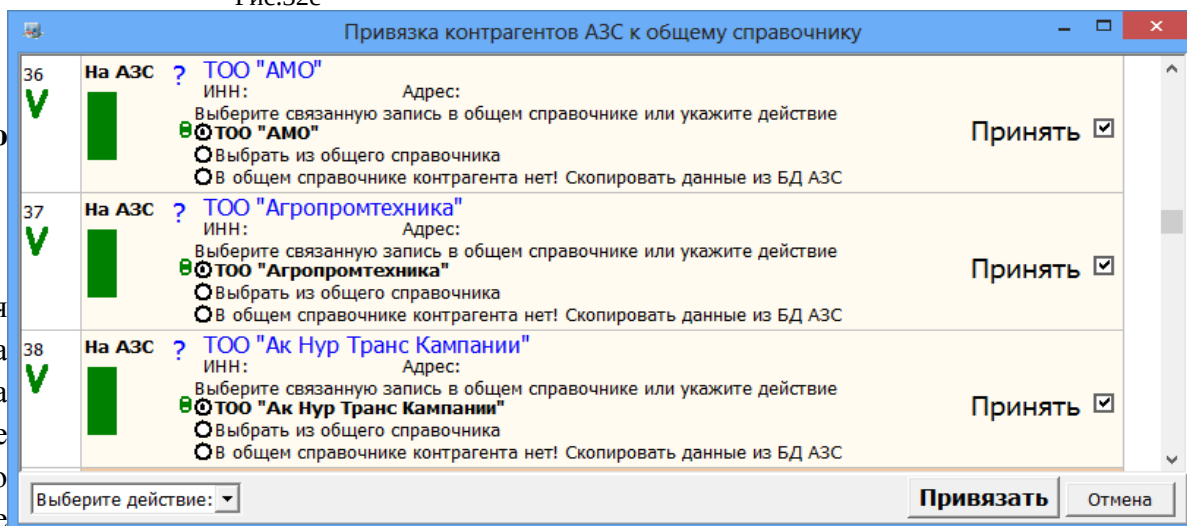 Рис.32с
Привязка контрагентов АЗС к общему справочнику
36 На АЗС ? ТОО "АМО"
ИНН: Адрес:
Выберите связанную запись в общем справочнике или укажите действие
ТОО "АМО"
Принять
Выбрать из общего справочника
В общем справочнике контрагента нет! Скопировать данные из БД АЗС
37 На АЗС ? ТОО "Агропромтехника"
ИНН: Адрес:
Выберите связанную запись в общем справочнике или укажите действие
ТОО "Агропромтехника"
Принять
Выбрать из общего справочника
В общем справочнике контрагента нет! Скопировать данные из БД АЗС
38 На АЗС ? ТОО "Ак Нур Транс Кампании"
ИНН: Адрес:
Выберите связанную запись в общем справочнике или укажите действие
ТОО "Ак Нур Транс Кампании"
Принять
Выбрать из общего справочника
В общем справочнике контрагента нет! Скопировать данные из БД АЗС
Выберите действие: Привязать Отмена